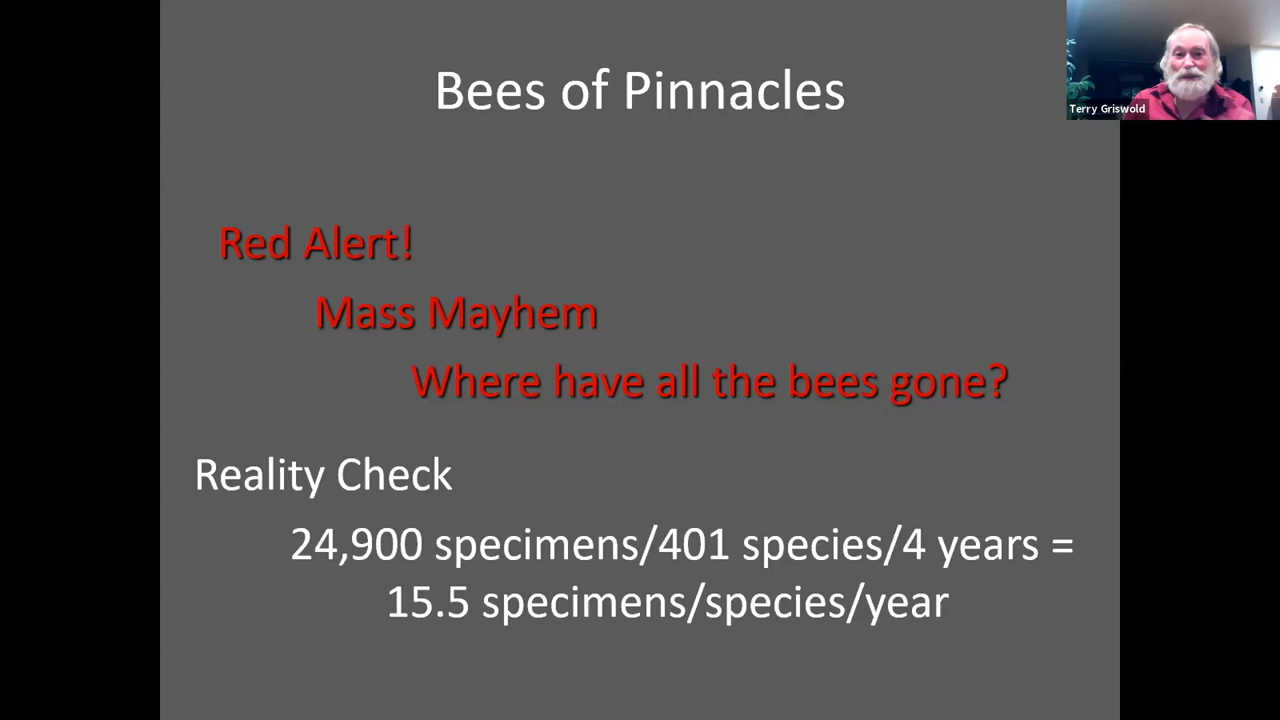 Bees of Pinnacles
Terry Griswold
Red Alert!
Mass Mayhem
Where have all the bees gone?
Reality Check
24,900 specimens/401 species/4 years =
15.5 specimens/species/year